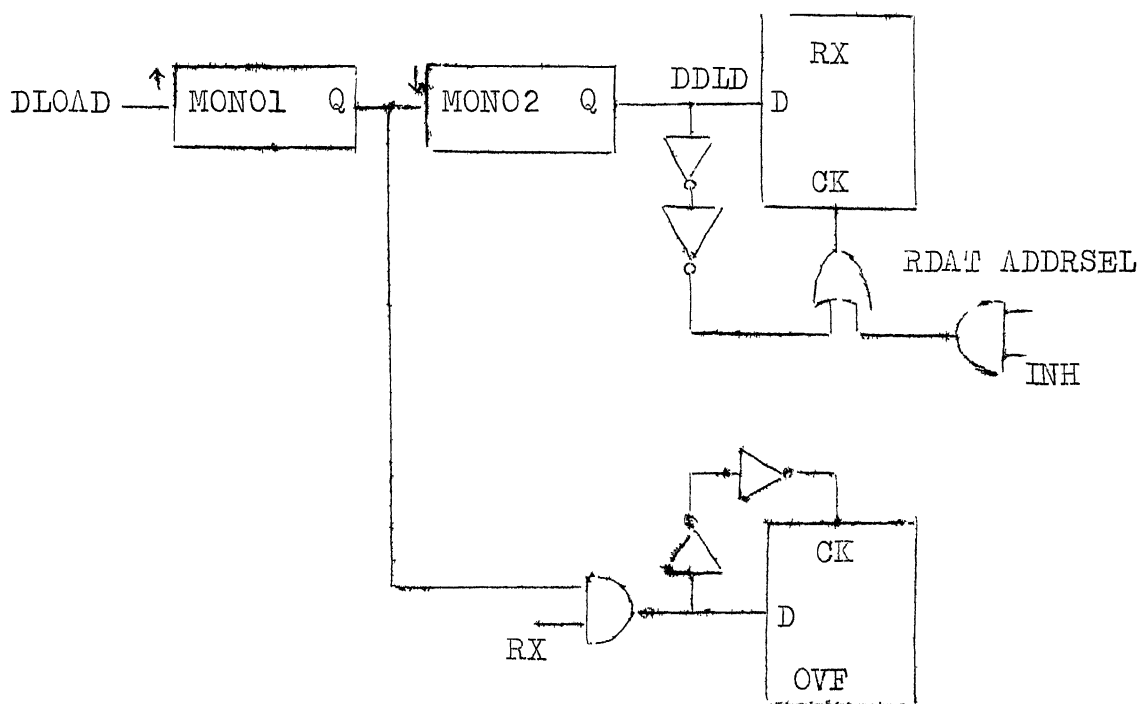 RX
DDLD
DLOAD
MONO1 Q
MONO2 Q
D
CK
RDAT ADDRSEL
INH
CK
D
RX
OVF